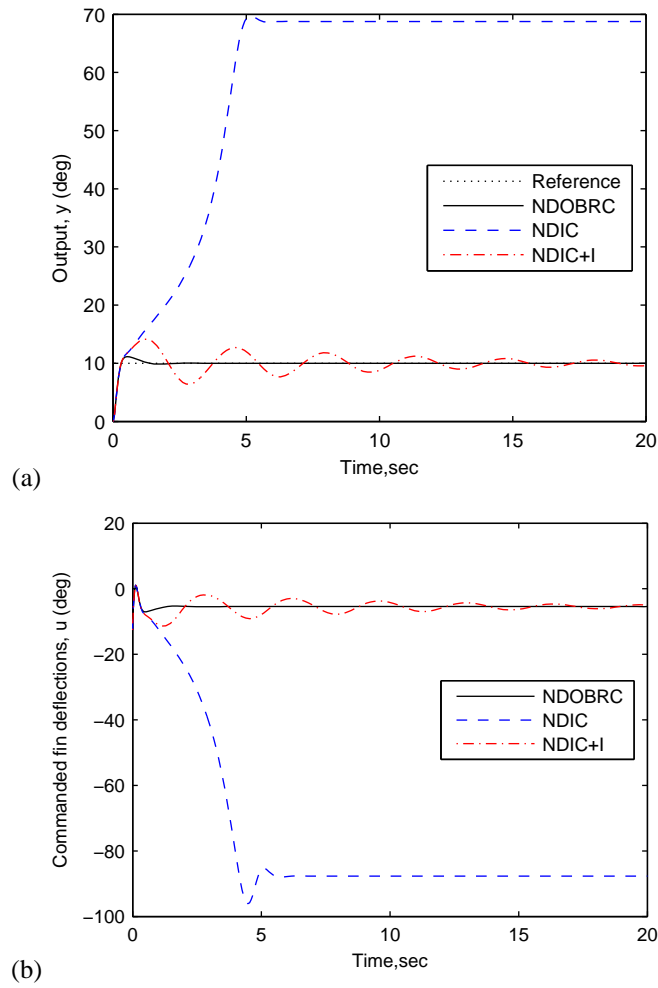 70
60
50
40
30
20
10
0
Output, y (deg)
Reference
NDOBRC
NDIC
NDIC+I
0 5 10 15 20
Time,sec
(a)
20
0
−20
−40
−60
−80
−100
Commanded fin deflections, u (deg)
NDOBRC
NDIC
NDIC+I
0 5 10 15 20
Time,sec
(b)